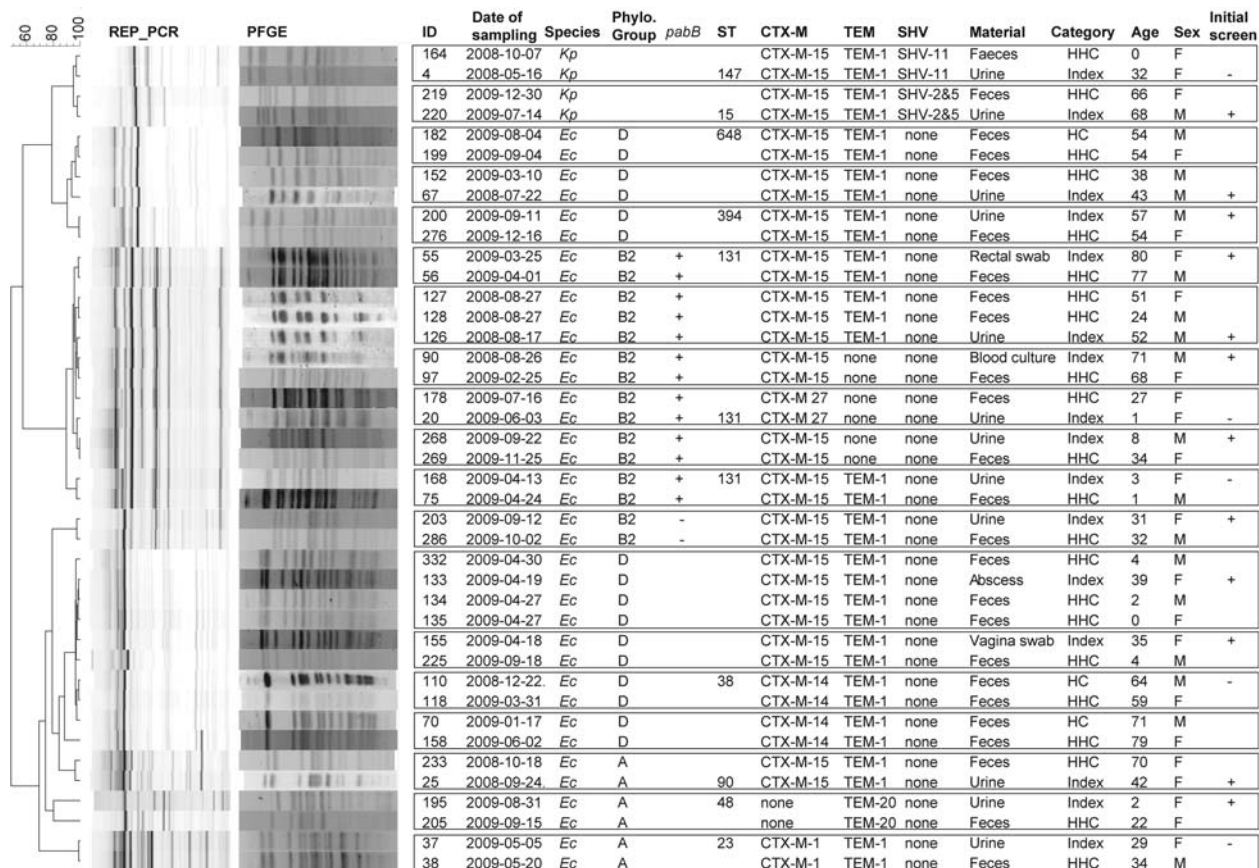 60 80 100
REP_PCR PFGE ID Date of sampling Species Phylo. Group pabB ST CTX-M TEM SHV Material Category Age Sex Initial screen
164 2008-10-07 Kp CTX-M-15 TEM-1 SHV-11 Faeces HHC 0 F
4 2008-05-16 Kp 147 CTX-M-15 TEM-1 SHV-11 Urine Index 32 F -
219 2009-12-30 Kp CTX-M-15 TEM-1 SHV-2&5 Feces HHC 66 F
220 2009-07-14 Kp 15 CTX-M-15 TEM-1 SHV-2&5 Urine Index 68 M +
182 2009-08-04 Ec D 648 CTX-M-15 TEM-1 none Feces HC 54 M
199 2009-09-04 Ec D CTX-M-15 TEM-1 none Feces HHC 54 F
152 2009-03-10 Ec D CTX-M-15 TEM-1 none Feces HHC 38 M
67 2008-07-22 Ec D CTX-M-15 TEM-1 none Urine Index 43 M +
200 2009-09-11 Ec D 394 CTX-M-15 TEM-1 none Urine Index 57 M +
276 2009-12-16 Ec D CTX-M-15 TEM-1 none Feces HHC 54 F
55 2009-03-25 Ec B2 + 131 CTX-M-15 TEM-1 none Rectal swab Index 80 F +
56 2009-04-01 Ec B2 + CTX-M-15 TEM-1 none Feces HHC 77 M
127 2008-08-27 Ec B2 + CTX-M-15 TEM-1 none Feces HHC 51 F
128 2008-08-27 Ec B2 + CTX-M-15 TEM-1 none Feces HHC 24 M
126 2008-08-17 Ec B2 + CTX-M-15 TEM-1 none Urine Index 52 M +
90 2008-08-26 Ec B2 + CTX-M-15 none none Blood culture Index 71 M +
97 2009-02-25 Ec B2 + CTX-M-15 none none Feces HHC 68 F
178 2009-07-16 Ec B2 + CTX-M 27 none none Feces HHC 27 F
20 2009-06-03 Ec B2 + 131 CTX-M 27 none none Urine Index 1 F -
268 2009-09-22 Ec B2 + CTX-M-15 none none Urine Index 8 M +
269 2009-11-25 Ec B2 + CTX-M-15 none none Feces HHC 34 F
168 2009-04-13 Ec B2 + 131 CTX-M-15 TEM-1 none Urine Index 3 F -
75 2009-04-24 Ec B2 + CTX-M-15 TEM-1 none Feces HHC 1 M
203 2009-09-12 Ec B2 - CTX-M-15 TEM-1 none Urine Index 31 F +
286 2009-10-02 Ec B2 - CTX-M-15 TEM-1 none Feces HHC 32 M
332 2009-04-30 Ec D CTX-M-15 TEM-1 none Feces HHC 4 M
133 2009-04-19 Ec D CTX-M-15 TEM-1 none Abscess Index 39 F +
134 2009-04-27 Ec D CTX-M-15 TEM-1 none Feces HHC 2 M
135 2009-04-27 Ec D CTX-M-15 TEM-1 none Feces HHC 0 F
155 2009-04-18 Ec D CTX-M-15 TEM-1 none Vagina swab Index 35 F +
225 2009-09-18 Ec D CTX-M-15 TEM-1 none Feces HHC 4 M
110 2008-12-22. Ec D 38 CTX-M-14 TEM-1 none Feces HC 64 M -
118 2009-03-31 Ec D CTX-M-14 TEM-1 none Feces HHC 59 F
70 2009-01-17 Ec D CTX-M-14 TEM-1 none Feces HC 71 M
158 2009-06-02 Ec D CTX-M-14 TEM-1 none Feces HHC 79 F
233 2008-10-18 Ec A CTX-M-15 TEM-1 none Feces HHC 70 F
25 2008-09-24. Ec A 90 CTX-M-15 TEM-1 none Urine Index 42 F +
195 2009-08-31 Ec A 48 none TEM-20 none Urine Index 2 F +
205 2009-09-15 Ec A none TEM-20 none Feces HHC 22 F
37 2009-05-05 Ec A 23 CTX-M-1 TEM-1 none Urine Index 29 F -
38 2009-05-20 Ec A CTX-M-1 TEM-1 none Feces HHC 34 M